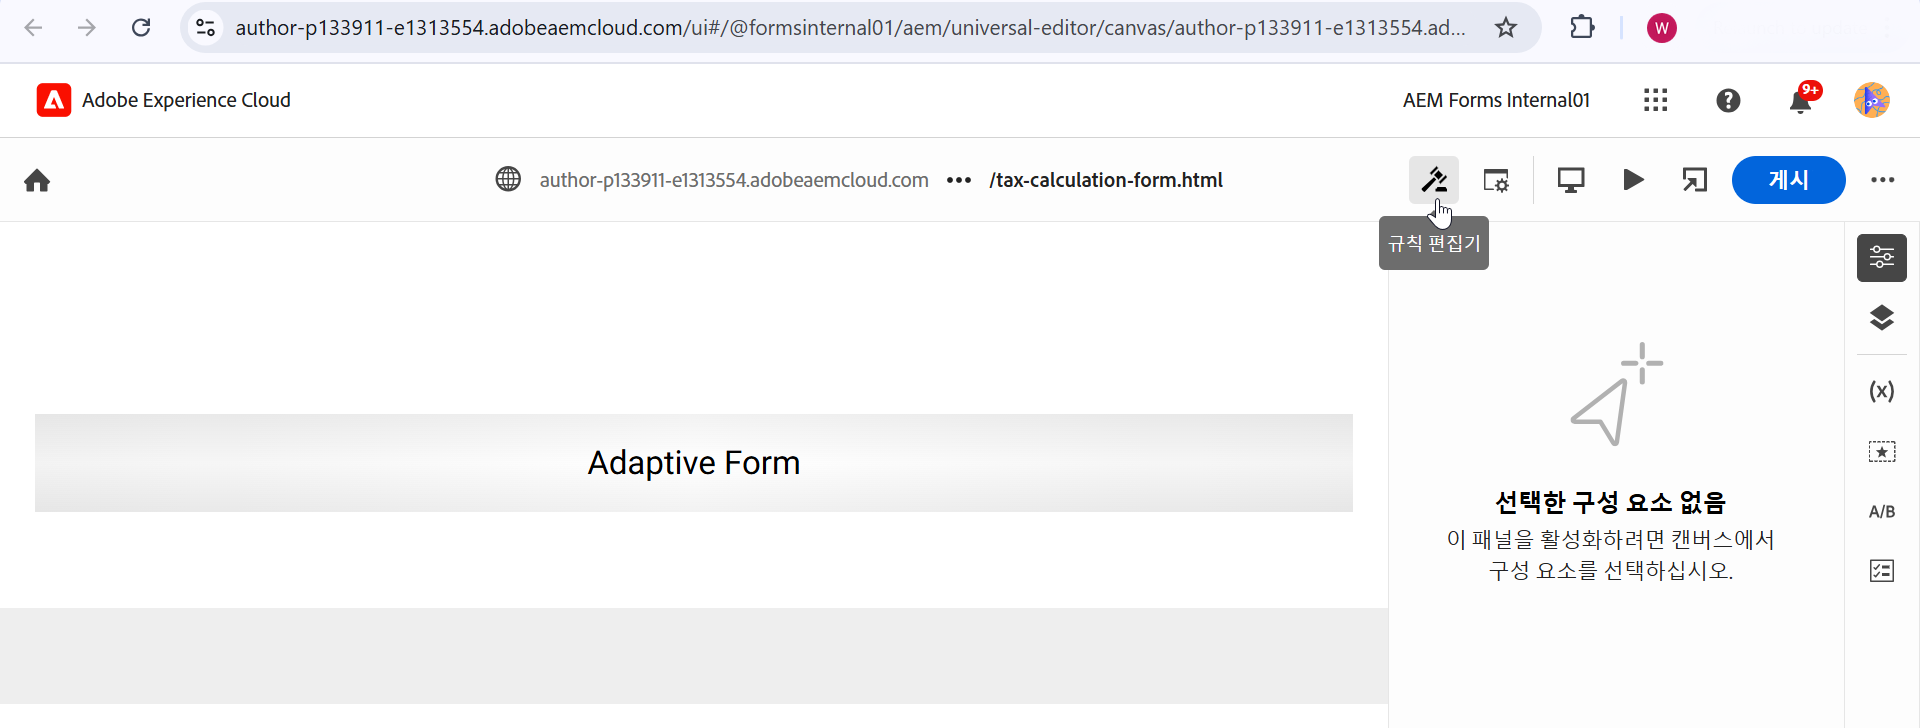 author-p133911-e1313554.adobeaemcloud.com/ui#/@formsinternal01/aem/universal-editor/canvas/author-p133911-e1313554.ad...
W
Adobe Experience Cloud
AEM Forms Internal01
9+
author-p133911-e1313554.adobeaemcloud.com ••• /tax-calculation-form.html
게시
규칙 편집기
Adaptive Form
(x)
선택한 구성 요소 없음
이 패널을 활성화하려면 캔버스에서
구성 요소를 선택하십시오.
A/B